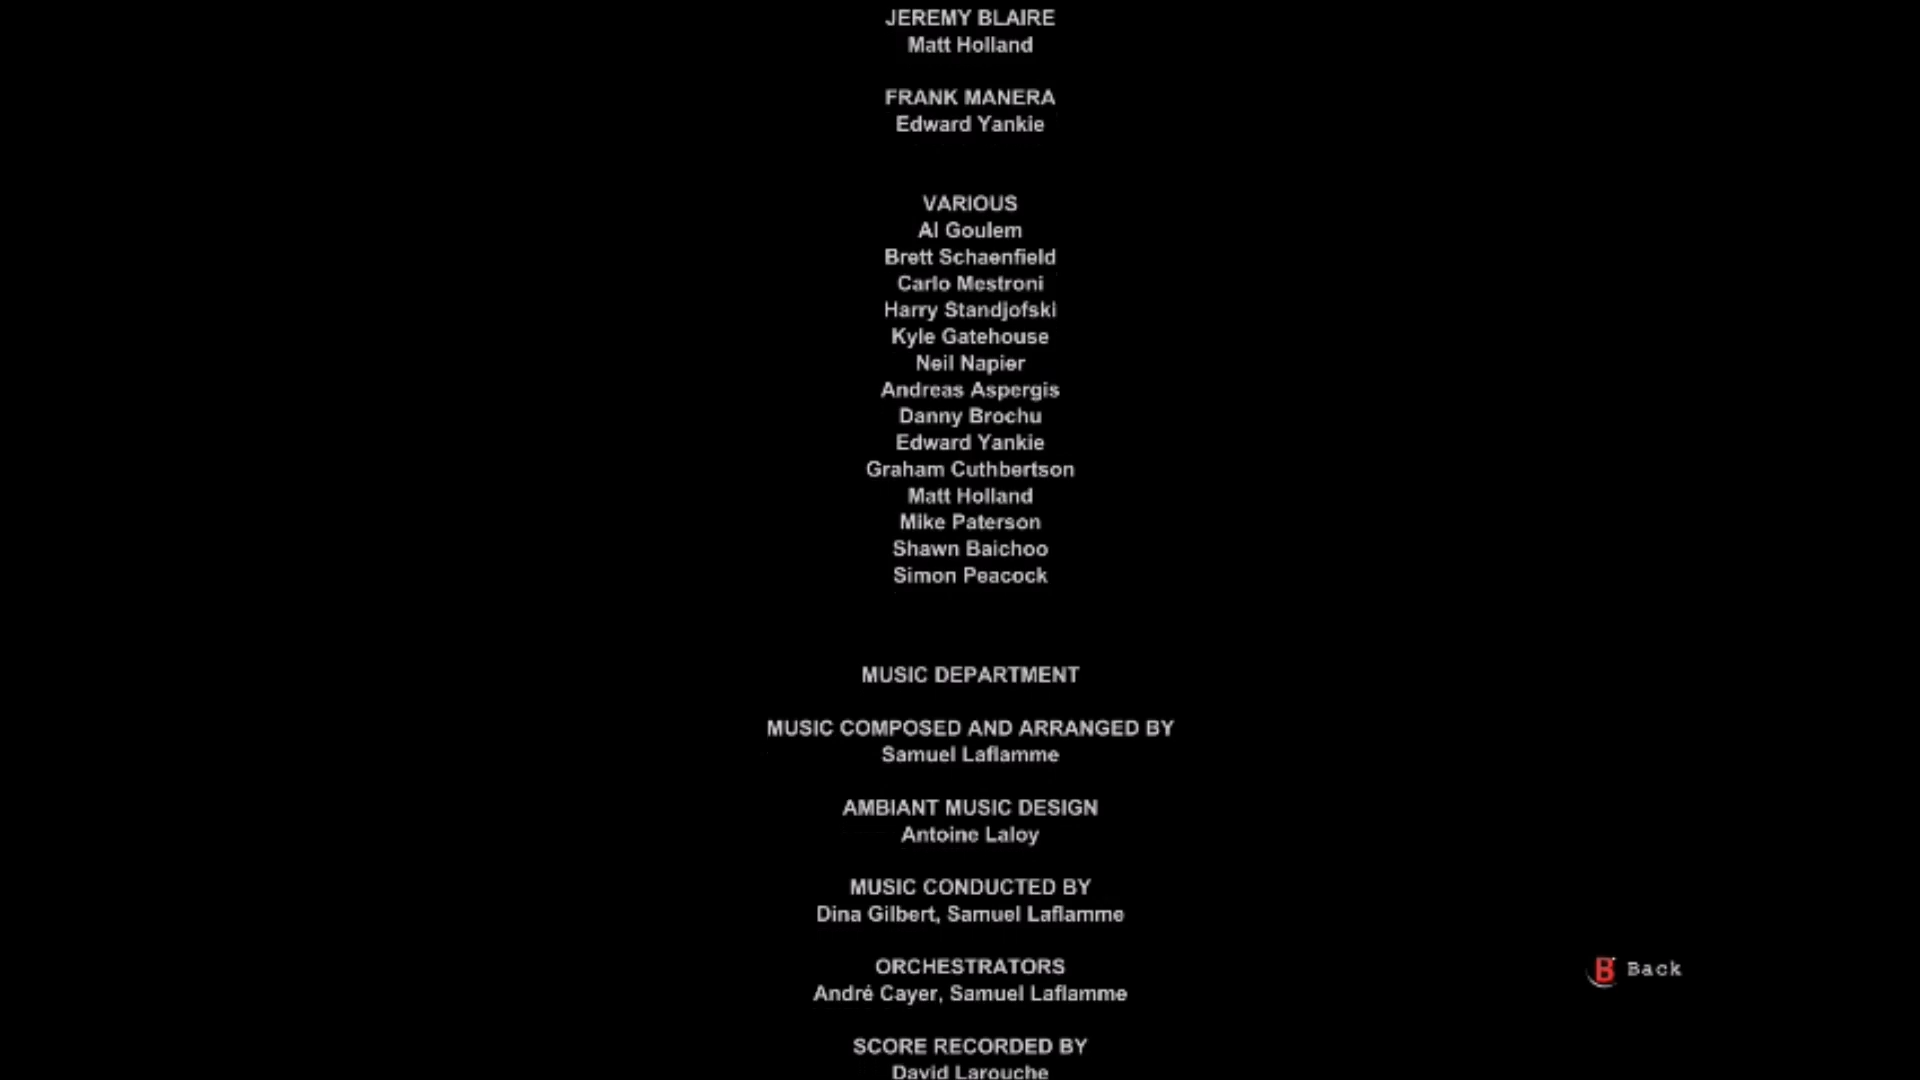 JEREMY BLAIRE
Matt Holland
FRANK MANERA
Edward Yankie
VARIOUS
Al Goulem
Brett Schaenfield
Carlo Mestroni
Harry Standjofski
Kyle Gatehouse
Neil Napier
Andreas Aspergis
Danny Brochu
Edward Yankie
Graham Cuthbertson
Matt Holland
Mike Paterson
Shawn Baichoo
Simon Peacock
MUSIC DEPARTMENT
MUSIC COMPOSED AND ARRANGED BY
Samuel Laflamme
AMBIANT MUSIC DESIGN
Antoine Laloy
MUSIC CONDUCTED BY
Dina Gilbert, Samuel Laflamme
ORCHESTRATORS
André Cayer, Samuel Laflamme
B Back
SCORE RECORDED BY
David Larouche